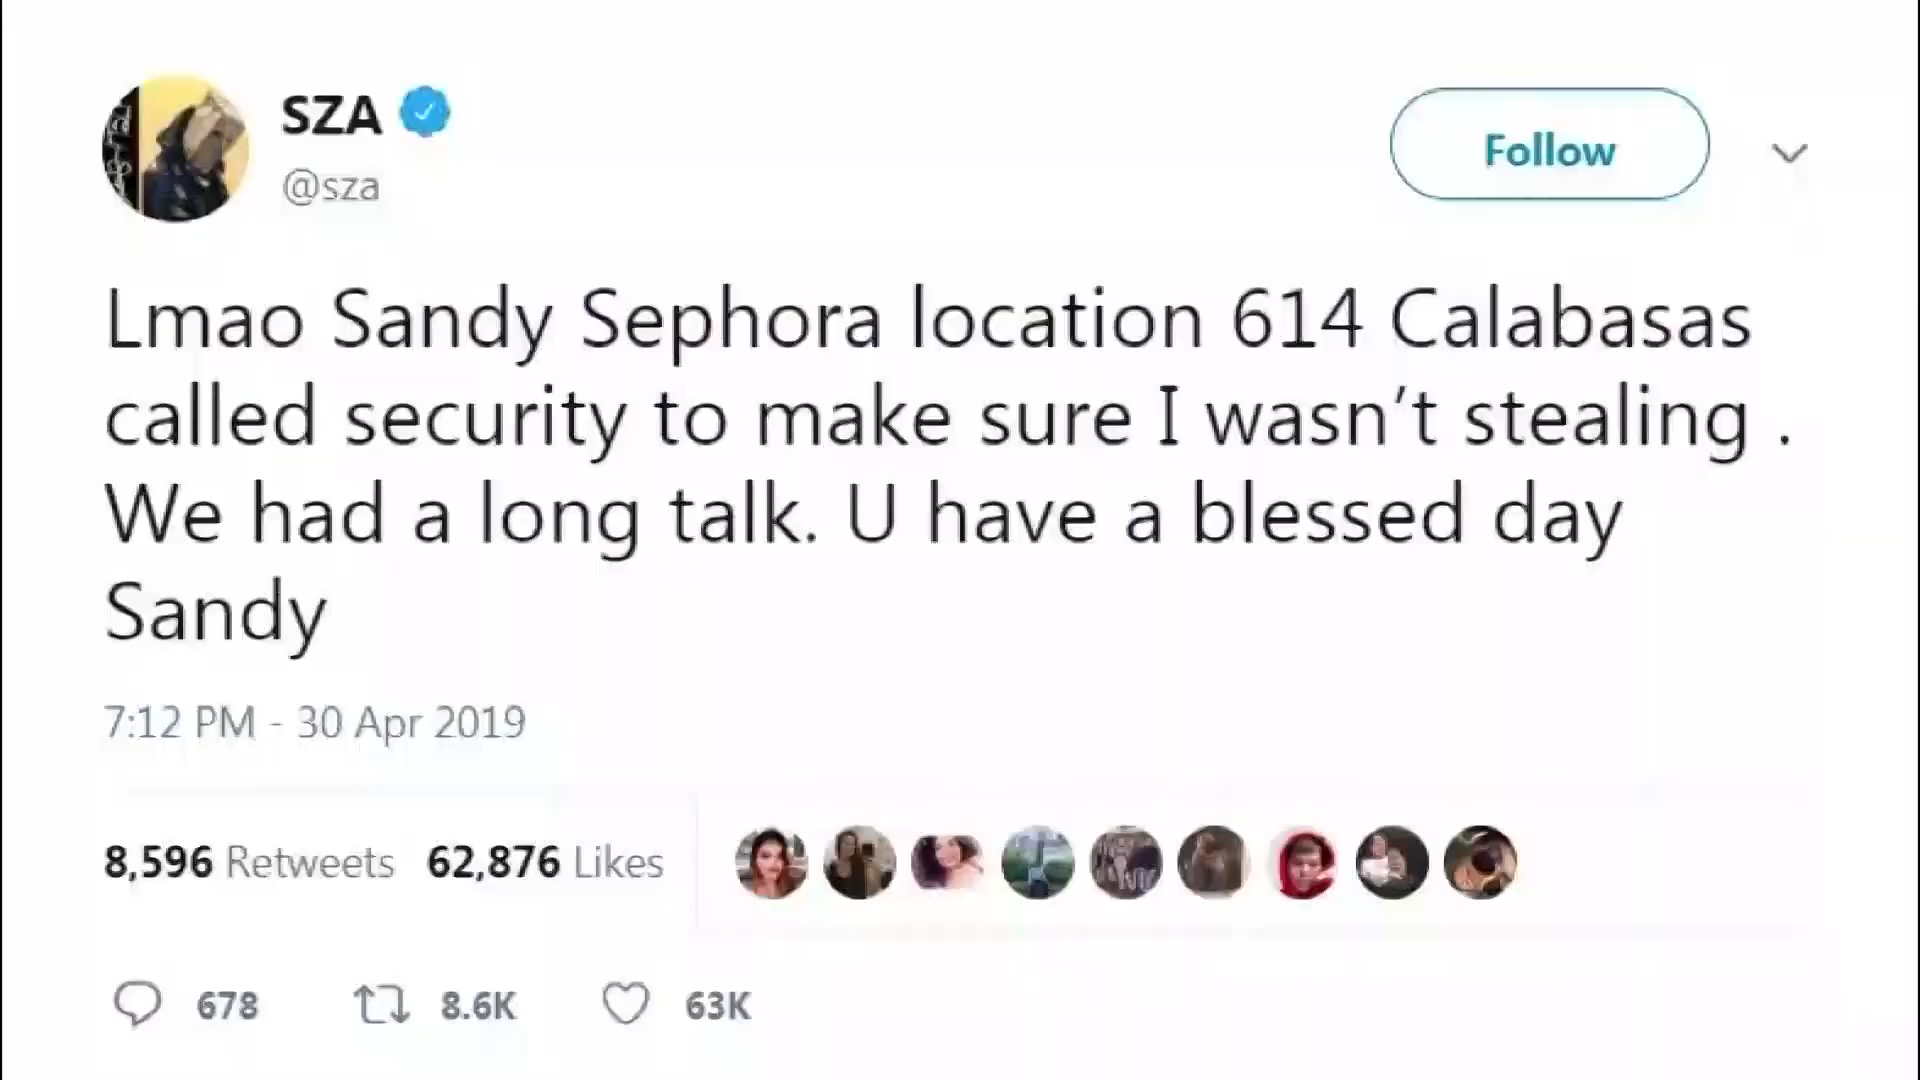 SZA
@sza
Follow
Lmao Sandy Sephora location 614 Calabasas
called security to make sure I wasn’t stealing .
We had a long talk. U have a blessed day
Sandy
7:12 PM - 30 Apr 2019
8,596 Retweets 62,876 Likes
678 8.6K 63K